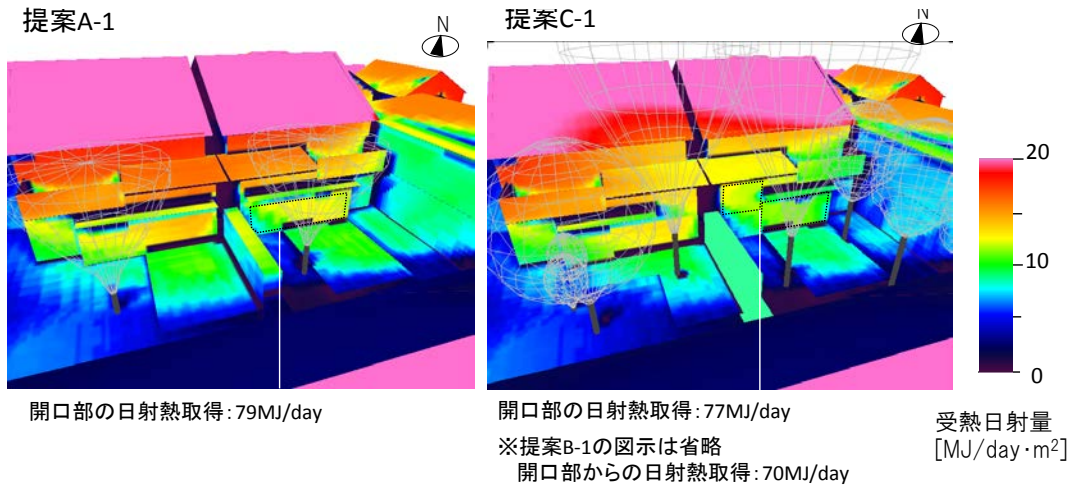 提案A-1
N
提案C-1
N
20
10
0
受熱日射量
[MJ/day・m²]
開口部の日射熱取得：79MJ/day
開口部の日射熱取得：77MJ/day
※提案B-1の図示は省略
開口部からの日射熱取得：70MJ/day